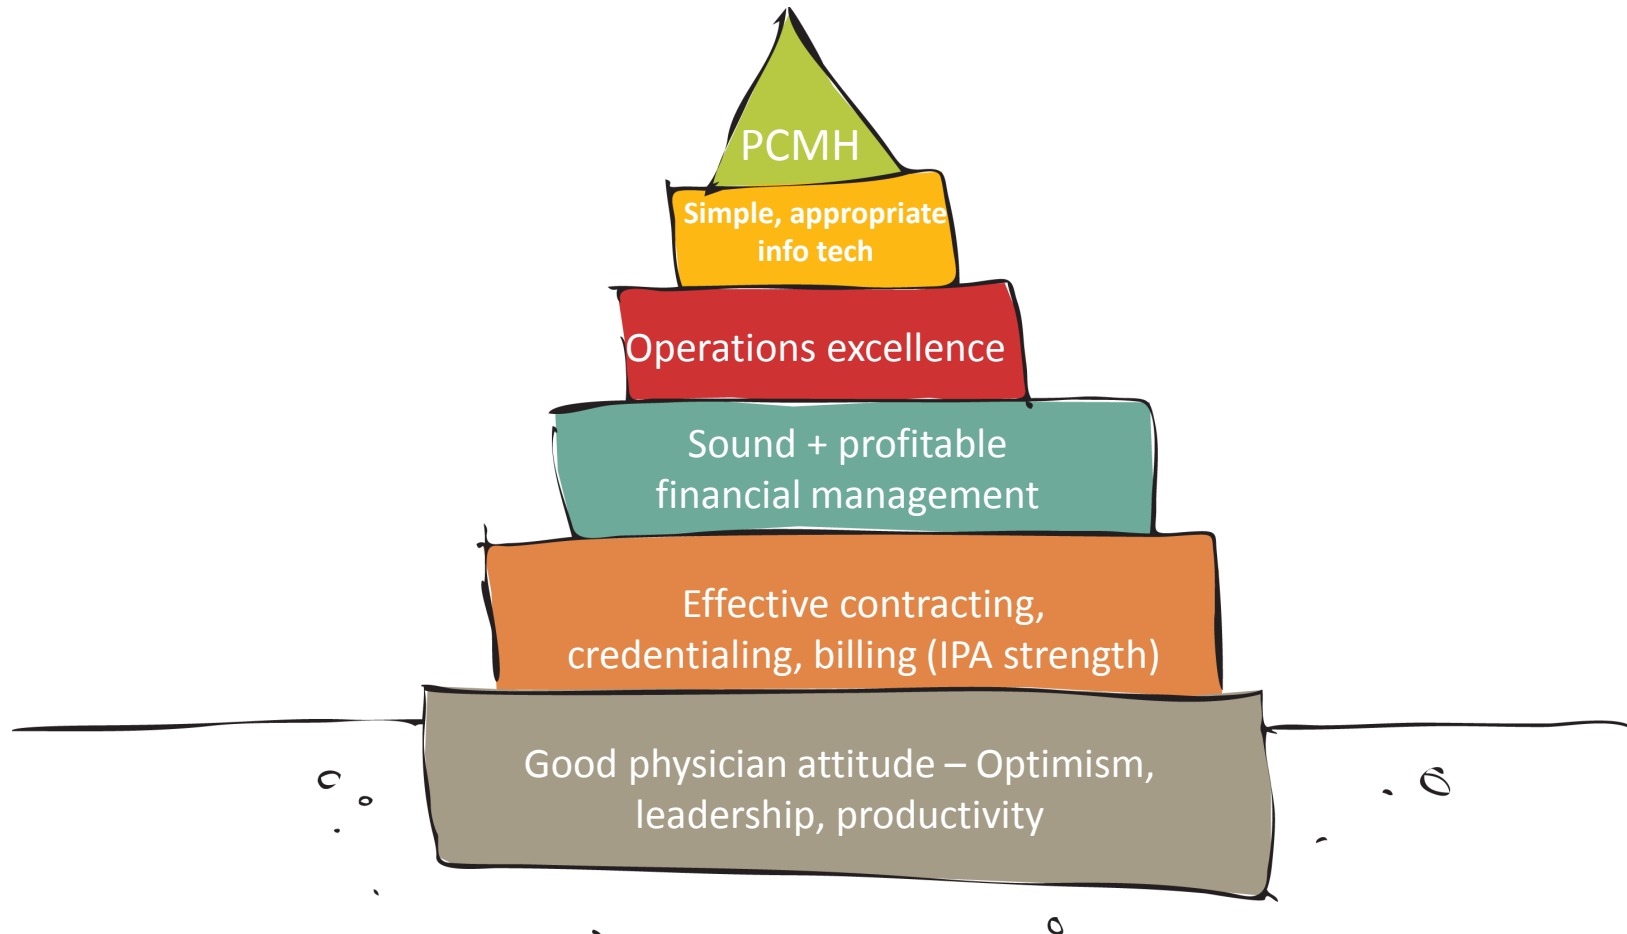 PCMH
Simple, appropriate
info tech
Operations excellence
Sound + profitable
financial management
Effective contracting,
credentialing, billing (IPA strength)
Good physician attitude – Optimism,
leadership, productivity